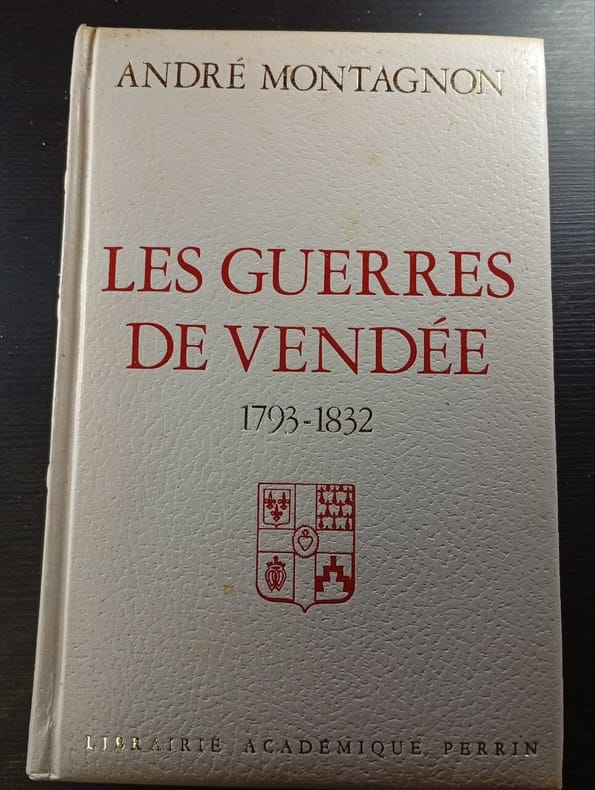 ANDRÉ MONTAGNON
LES GUERRES
DE VENDÉE
1793-1832
LIBRAIRIE ACADÉMIQUE PERRIN